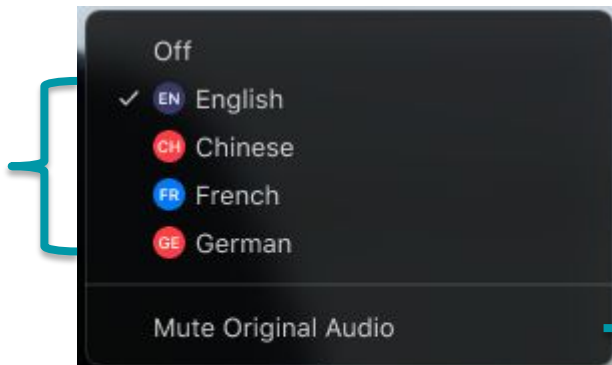 Off
✓ EN English
CH Chinese
FR French
GE German
Mute Original Audio